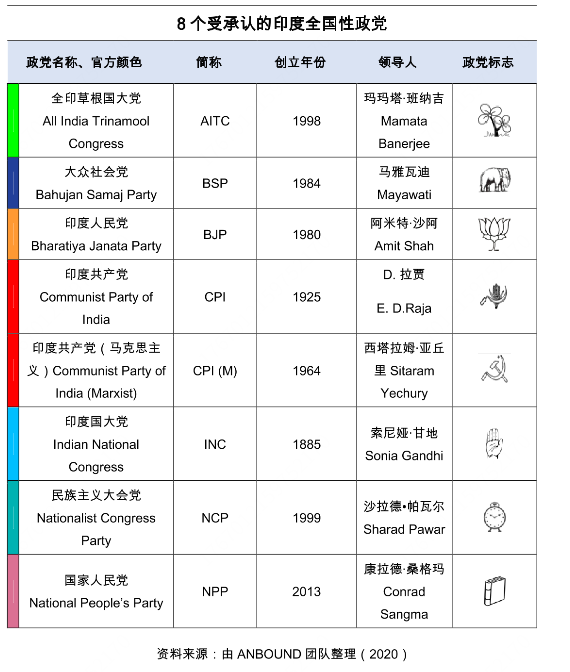 8 个受承认的印度全国性政党
政党名称、官方颜色 简称 创立年份 领导人 政党标志
全印草根国大党
All India Trinamool
Congress
AITC
1998
玛玛塔·班纳吉
Mamata
Banerjee
大众社会党
Bahujan Samaj Party
BSP
1984
马雅瓦迪
Mayawati
印度人民党
Bharatiya Janata Party
BJP
1980
阿米特·沙阿
Amit Shah
印度共产党
Communist Party of
India
CPI
1925
D. 拉贾
E. D.Raja
印度共产党（马克思主
义）Communist Party of
India (Marxist)
CPI (M)
1964
西塔拉姆·亚丘
里 Sitaram
Yechury
印度国大党
Indian National
Congress
INC
1885
索尼娅·甘地
Sonia Gandhi
民族主义大会党
Nationalist Congress
Party
NCP
1999
沙拉德•帕瓦尔
Sharad Pawar
国家人民党
National People's Party
NPP
2013
康拉德·桑格玛
Conrad
Sangma
资料来源：由 ANBOUND 团队整理（2020）